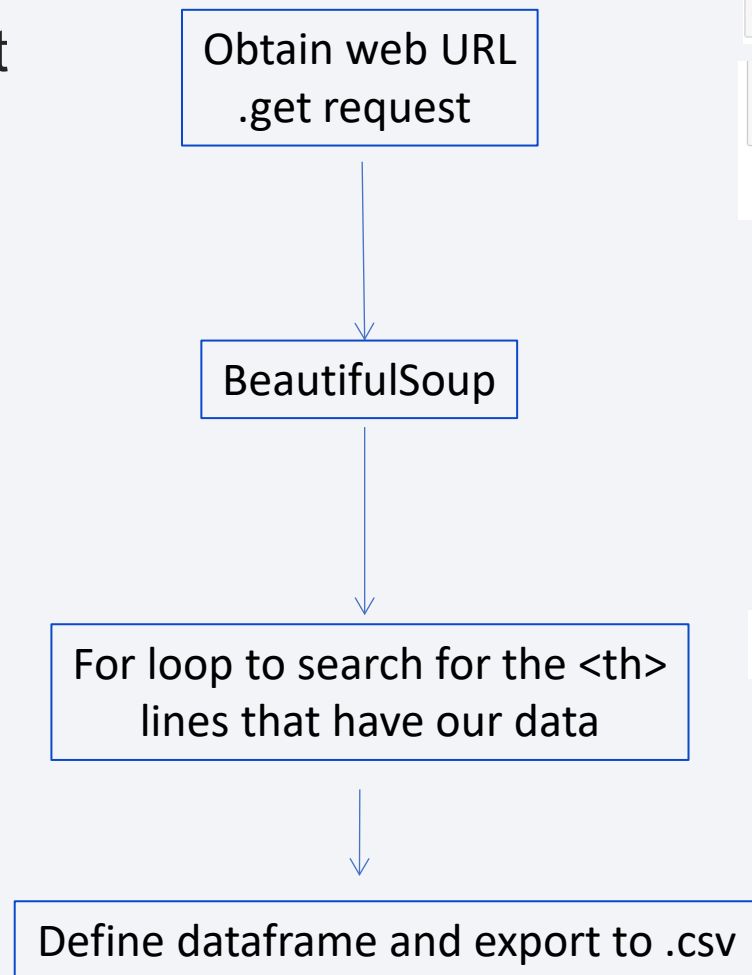 t
Obtain web URL
.get request
BeautifulSoup
For loop to search for the <th>
lines that have our data
Define dataframe and export to .csv